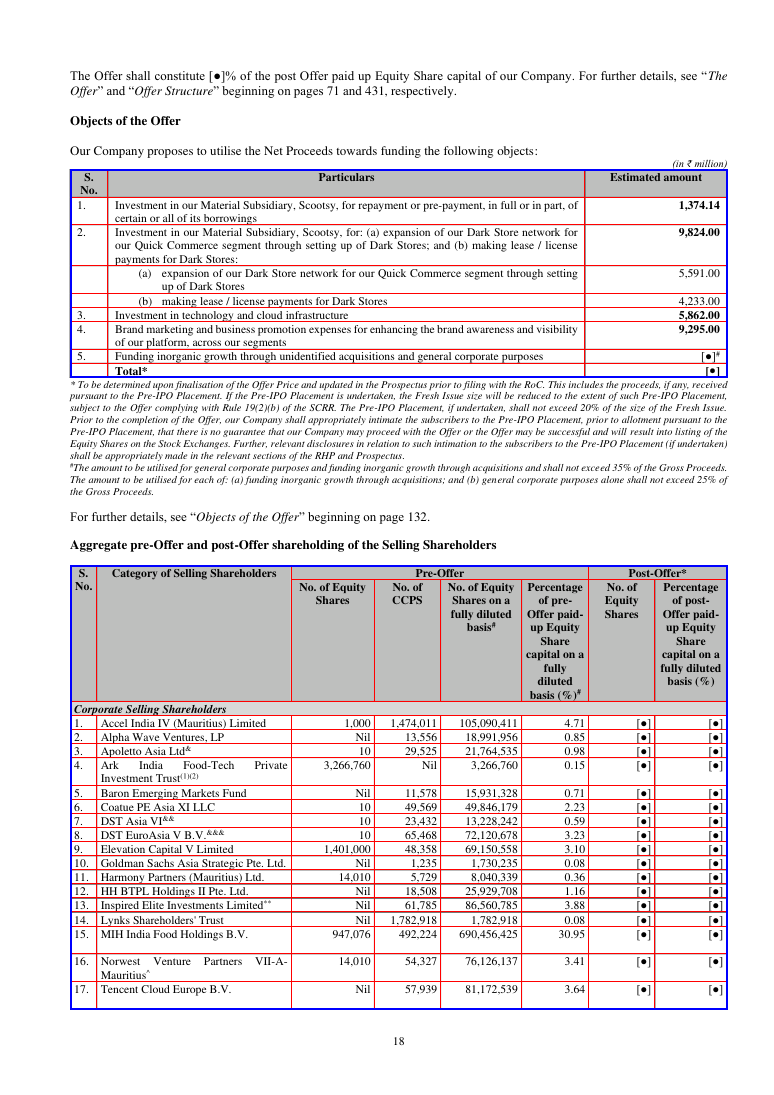 The Offer shall constitute [●]% of the post Offer paid up Equity Share capital of our Company. For further details, see “The
Offer” and “Offer Structure” beginning on pages 71 and 431, respectively.
Objects of the Offer
Our Company proposes to utilise the Net Proceeds towards funding the following objects:
(in ₹ million)
S. No. Particulars Estimated amount
1. Investment in our Material Subsidiary, Scootsy, for repayment or pre-payment, in full or in part, of 1,374.14
certain or all of its borrowings
2. Investment in our Material Subsidiary, Scootsy, for: (a) expansion of our Dark Store network for 9,824.00
our Quick Commerce segment through setting up of Dark Stores; and (b) making lease / license
payments for Dark Stores:
(a) expansion of our Dark Store network for our Quick Commerce segment through setting 5,591.00
up of Dark Stores
(b) making lease / license payments for Dark Stores 4,233.00
3. Investment in technology and cloud infrastructure 5,862.00
4. Brand marketing and business promotion expenses for enhancing the brand awareness and visibility 9,295.00
of our platform, across our segments
5. Funding inorganic growth through unidentified acquisitions and general corporate purposes [●]#
Total* [●]
* To be determined upon finalisation of the Offer Price and updated in the Prospectus prior to filing with the RoC. This includes the proceeds, if any, received
pursuant to the Pre-IPO Placement. If the Pre-IPO Placement is undertaken, the Fresh Issue size will be reduced to the extent of such Pre-IPO Placement,
subject to the Offer complying with Rule 19(2)(b) of the SCRR. The Pre-IPO Placement, if undertaken, shall not exceed 20% of the size of the Fresh Issue.
Prior to the completion of the Offer, our Company shall appropriately intimate the subscribers to the Pre-IPO Placement, prior to allotment pursuant to the
Pre-IPO Placement, that there is no guarantee that our Company may proceed with the Offer or the Offer may be successful and will result into listing of the
Equity Shares on the Stock Exchanges. Further, relevant disclosures in relation to such intimation to the subscribers to the Pre-IPO Placement (if undertaken)
shall be appropriately made in the relevant sections of the RHP and Prospectus.
#The amount to be utilised for general corporate purposes and funding inorganic growth through acquisitions and shall not exceed 35% of the Gross Proceeds.
The amount to be utilised for each of: (a) funding inorganic growth through acquisitions; and (b) general corporate purposes alone shall not exceed 25% of
the Gross Proceeds.
For further details, see “Objects of the Offer” beginning on page 132.
Aggregate pre-Offer and post-Offer shareholding of the Selling Shareholders
S. No. Category of Selling Shareholders Pre-Offer Post-Offer*
No. of Equity Shares No. of CCPS No. of Equity Shares on a fully diluted basis# Percentage of pre-Offer paid-up Equity Share capital on a fully diluted basis (%)# No. of Equity Shares Percentage of post-Offer paid-up Equity Share capital on a fully diluted basis (%)
Corporate Selling Shareholders
1. Accel India IV (Mauritius) Limited 1,000 1,474,011 105,090,411 4.71 [●] [●]
2. Alpha Wave Ventures, LP Nil 13,556 18,991,956 0.85 [●] [●]
3. Apoletto Asia Ltd& 10 29,525 21,764,535 0.98 [●] [●]
4. Ark India Food-Tech Private 3,266,760 Nil 3,266,760 0.15 [●] [●]
Investment Trust(1)(2)
5. Baron Emerging Markets Fund Nil 11,578 15,931,328 0.71 [●] [●]
6. Coatue PE Asia XI LLC 10 49,569 49,846,179 2.23 [●] [●]
7. DST Asia VI&& 10 23,432 13,228,242 0.59 [●] [●]
8. DST EuroAsia V B.V.&&& 10 65,468 72,120,678 3.23 [●] [●]
9. Elevation Capital V Limited 1,401,000 48,358 69,150,558 3.10 [●] [●]
10. Goldman Sachs Asia Strategic Pte. Ltd. Nil 1,235 1,730,235 0.08 [●] [●]
11. Harmony Partners (Mauritius) Ltd. 14,010 5,729 8,040,339 0.36 [●] [●]
12. HH BTPL Holdings II Pte. Ltd. Nil 18,508 25,929,708 1.16 [●] [●]
13. Inspired Elite Investments Limited** Nil 61,785 86,560,785 3.88 [●] [●]
14. Lynks Shareholders' Trust Nil 1,782,918 1,782,918 0.08 [●] [●]
15. MIH India Food Holdings B.V. 947,076 492,224 690,456,425 30.95 [●] [●]
16. Norwest Venture Partners VII-A- 14,010 54,327 76,126,137 3.41 [●] [●]
Mauritius^
17. Tencent Cloud Europe B.V. Nil 57,939 81,172,539 3.64 [●] [●]
18